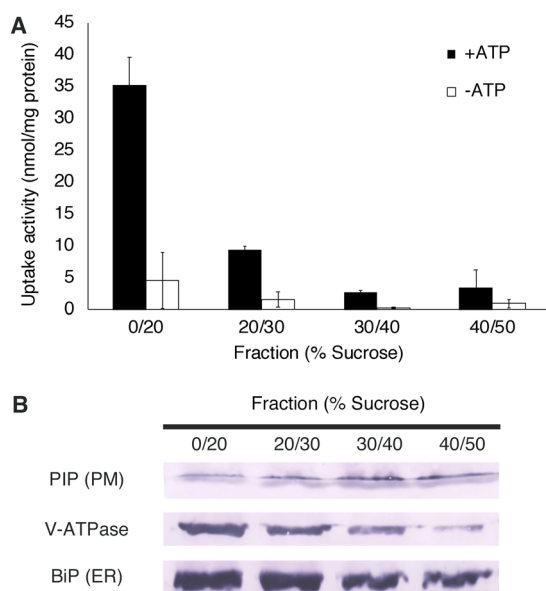 A
Uptake activity (nmol/mg protein)
45
40
35
30
25
20
15
10
5
0
+ATP
-ATP
0/20 20/30 30/40 40/50
Fraction (% Sucrose)
B
Fraction (% Sucrose)
0/20 20/30 30/40 40/50
PIP (PM)
V-ATPase
BiP (ER)